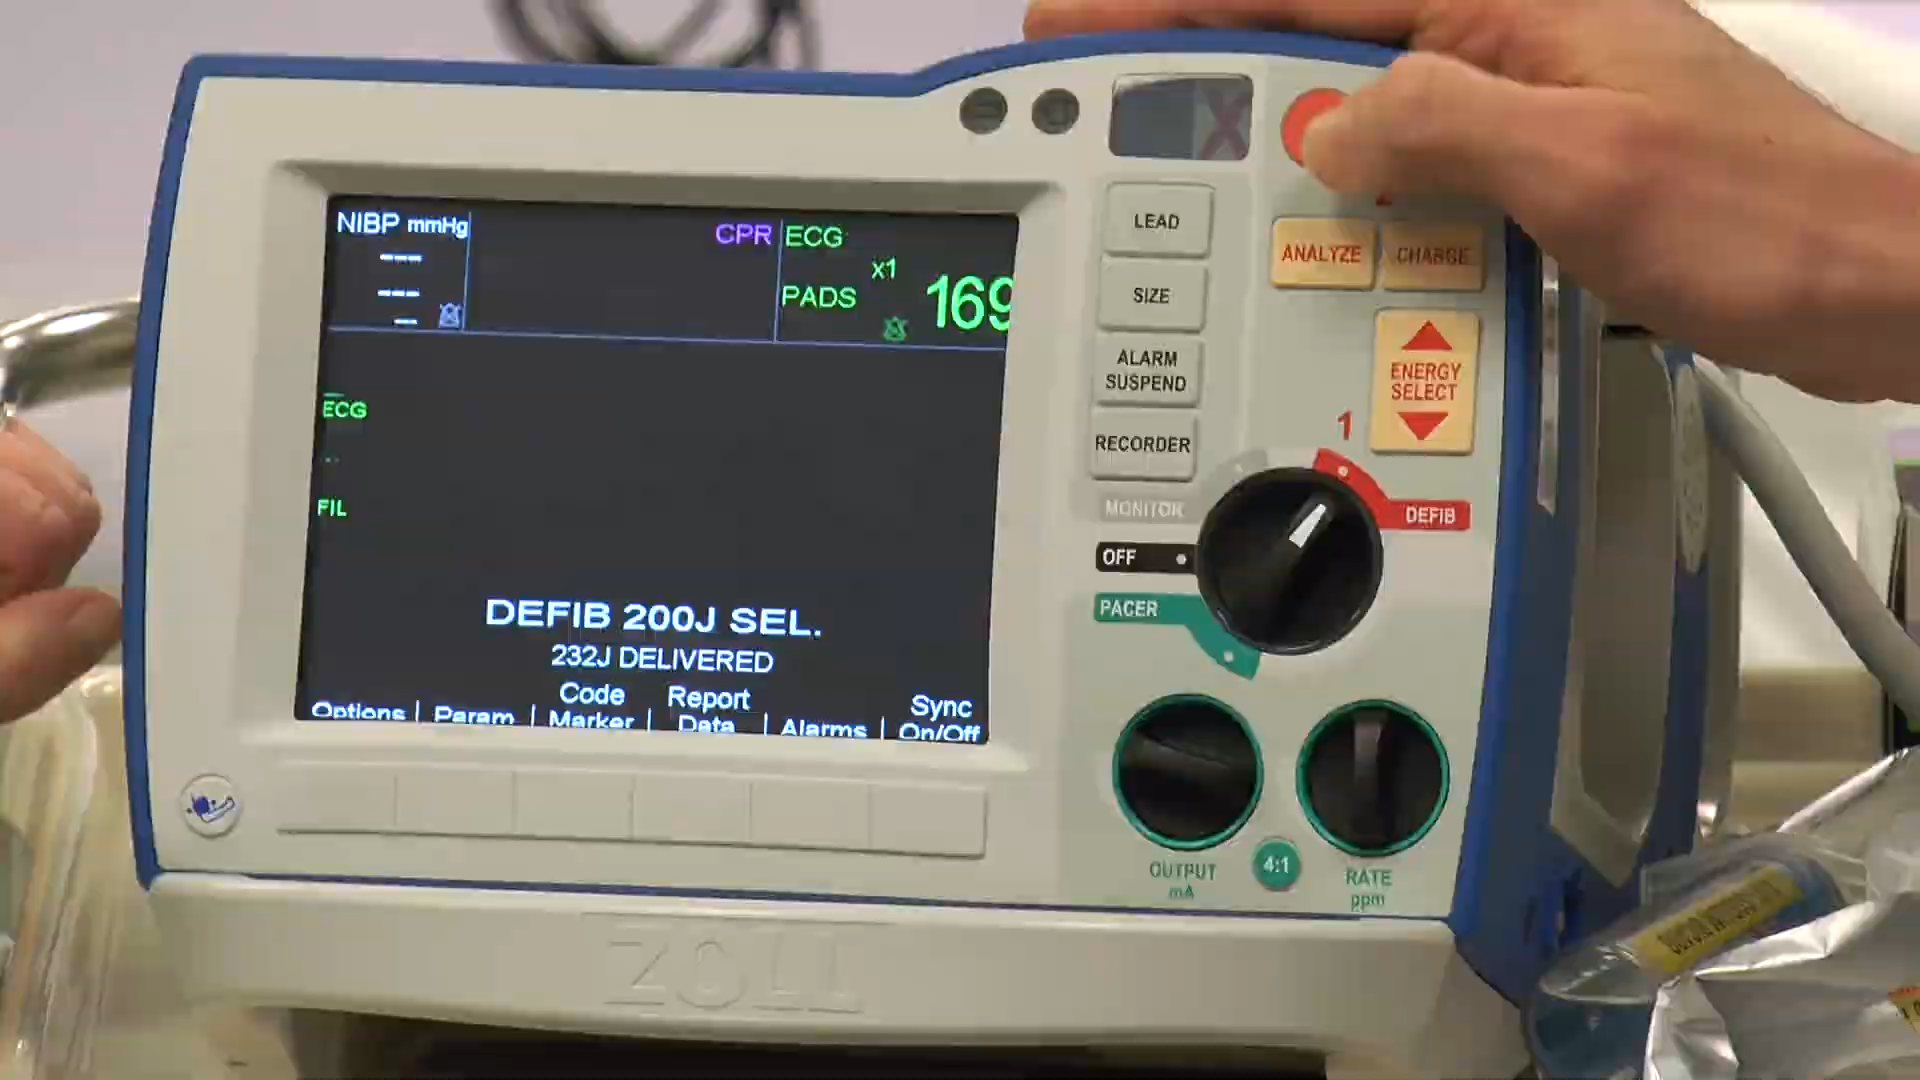 NIBP mmHg
---
---
--
CPR
ECG
x1
PADS
169
ECG
FIL
DEFIB 200J SEL.
232J DELIVERED
Options
Param
Code
Marker
Report
Data
Alarms
Sync
On/Off
LEAD
SIZE
ALARM
SUSPEND
RECORDER
ANALYZE
CHARGE
ENERGY
SELECT
1
MONITOR
DEFIB
OFF
PACER
OUTPUT
mA
4:1
RATE
ppm
ZOLL